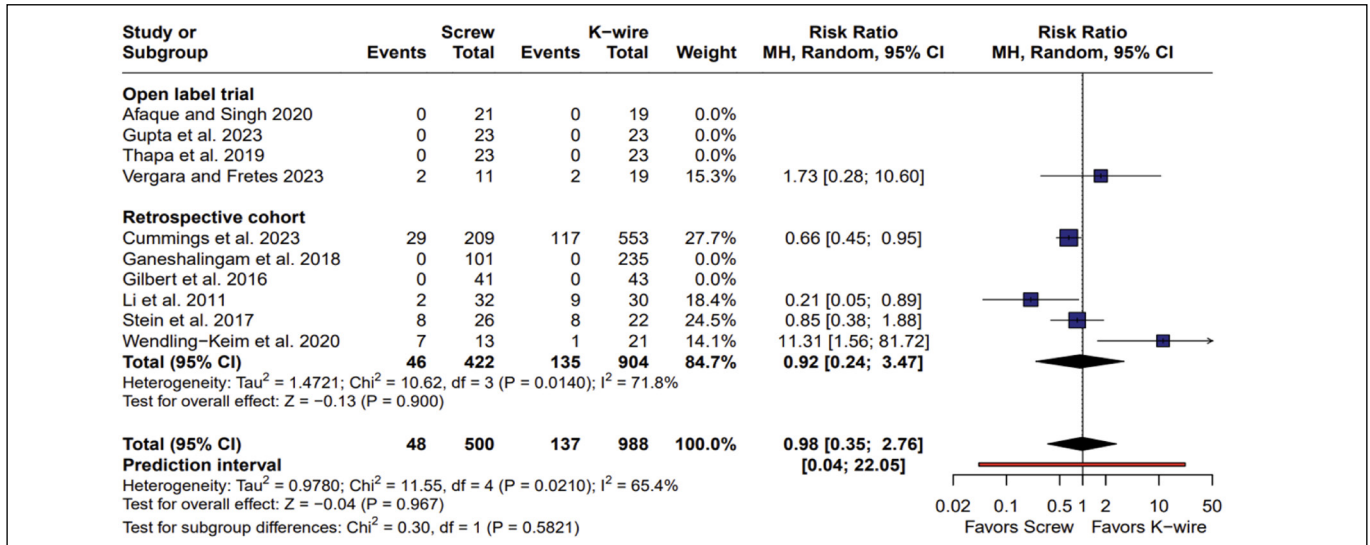 Study or Screw K−wire Risk Ratio Risk Ratio
Subgroup Events Total Events Total Weight MH, Random, 95% CI MH, Random, 95% CI
Open label trial
Afaque and Singh 2020 0 21 0 19 0.0%
Gupta et al. 2023 0 23 0 23 0.0%
Thapa et al. 2019 0 23 0 23 0.0%
Vergara and Fretes 2023 2 11 2 19 15.3% 1.73 [0.28; 10.60]
Retrospective cohort
Cummings et al. 2023 29 209 117 553 27.7% 0.66 [0.45; 0.95]
Ganeshalingam et al. 2018 0 101 0 235 0.0%
Gilbert et al. 2016 0 41 0 43 0.0%
Li et al. 2011 2 32 9 30 18.4% 0.21 [0.05; 0.89]
Stein et al. 2017 8 26 8 22 24.5% 0.85 [0.38; 1.88]
Wendling−Keim et al. 2020 7 13 1 21 14.1% 11.31 [1.56; 81.72]
Total (95% CI) 46 422 135 904 84.7% 0.92 [0.24; 3.47]
Heterogeneity: Tau² = 1.4721; Chi² = 10.62, df = 3 (P = 0.0140); I² = 71.8%
Test for overall effect: Z = −0.13 (P = 0.900)
Total (95% CI) 48 500 137 988 100.0% 0.98 [0.35; 2.76]
Prediction interval [0.04; 22.05]
Heterogeneity: Tau² = 0.9780; Chi² = 11.55, df = 4 (P = 0.0210); I² = 65.4%
Test for overall effect: Z = −0.04 (P = 0.967)
Test for subgroup differences: Chi² = 0.30, df = 1 (P = 0.5821)
0.02 0.1 0.5 1 2 10 50
Favors Screw Favors K−wire